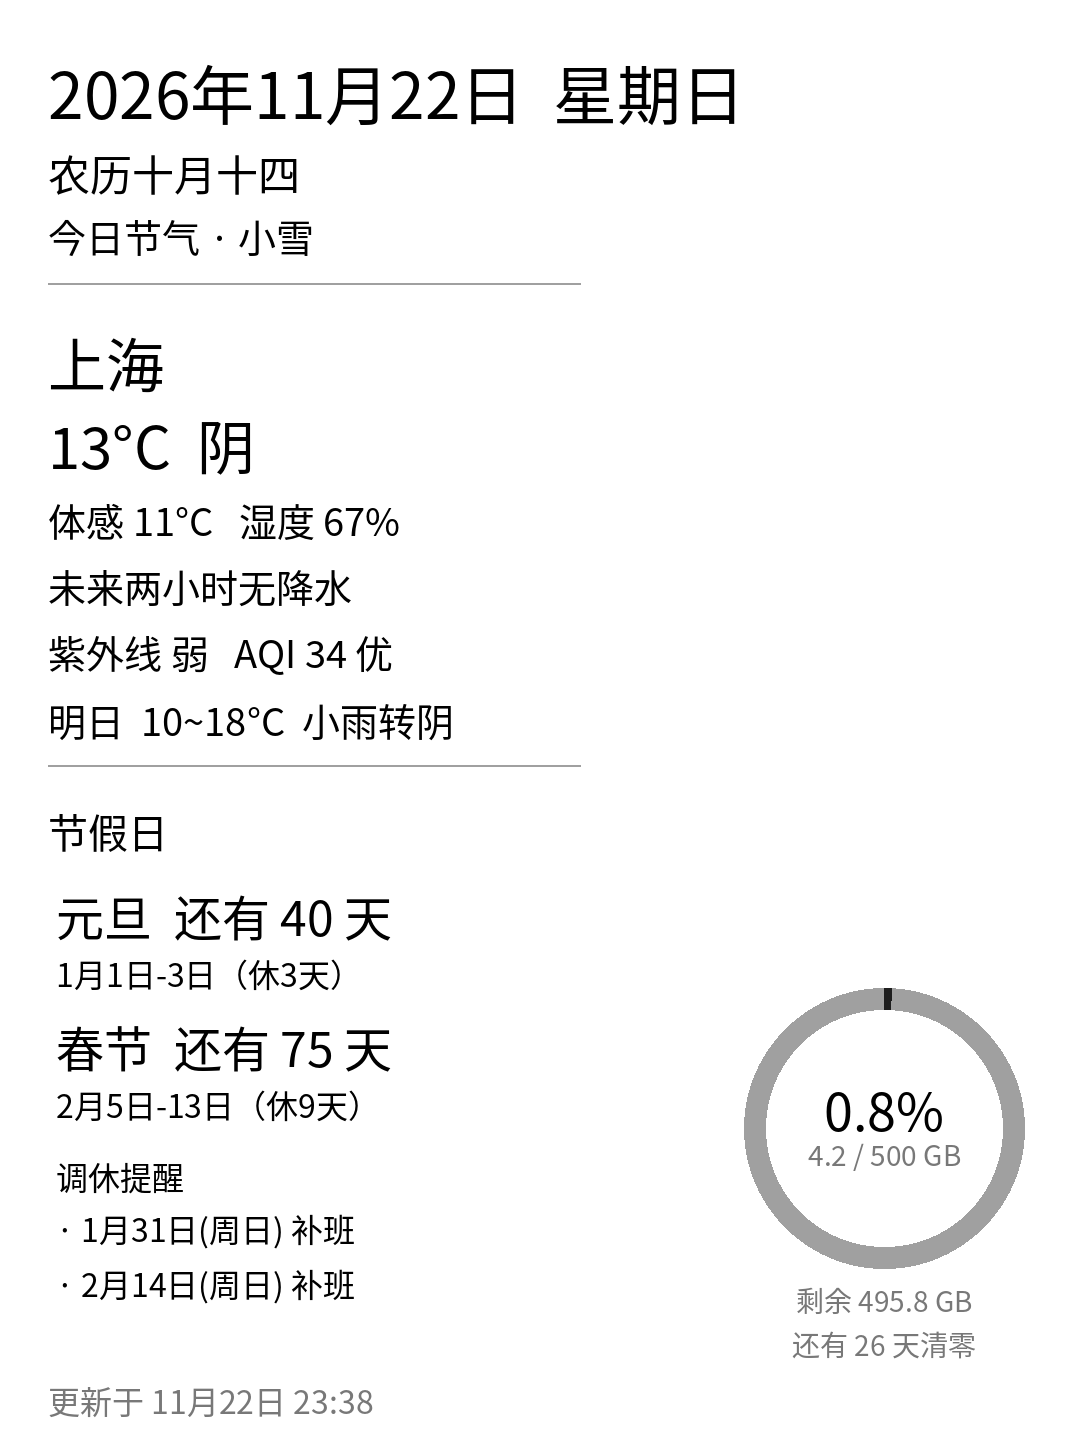 2026年11月22日 星期日
农历十月十四
今日节气 · 小雪
上海
13°C 阴
体感 11°C 湿度 67%
未来两小时无降水
紫外线 弱 AQI 34 优
明日 10~18°C 小雨转阴
节假日
元旦 还有 40 天
1月1日-3日（休3天）
春节 还有 75 天
2月5日-13日（休9天）
调休提醒
· 1月31日(周日) 补班
· 2月14日(周日) 补班
0.8%
4.2 / 500 GB
剩余 495.8 GB
还有 26 天清零
更新于 11月22日 23:38